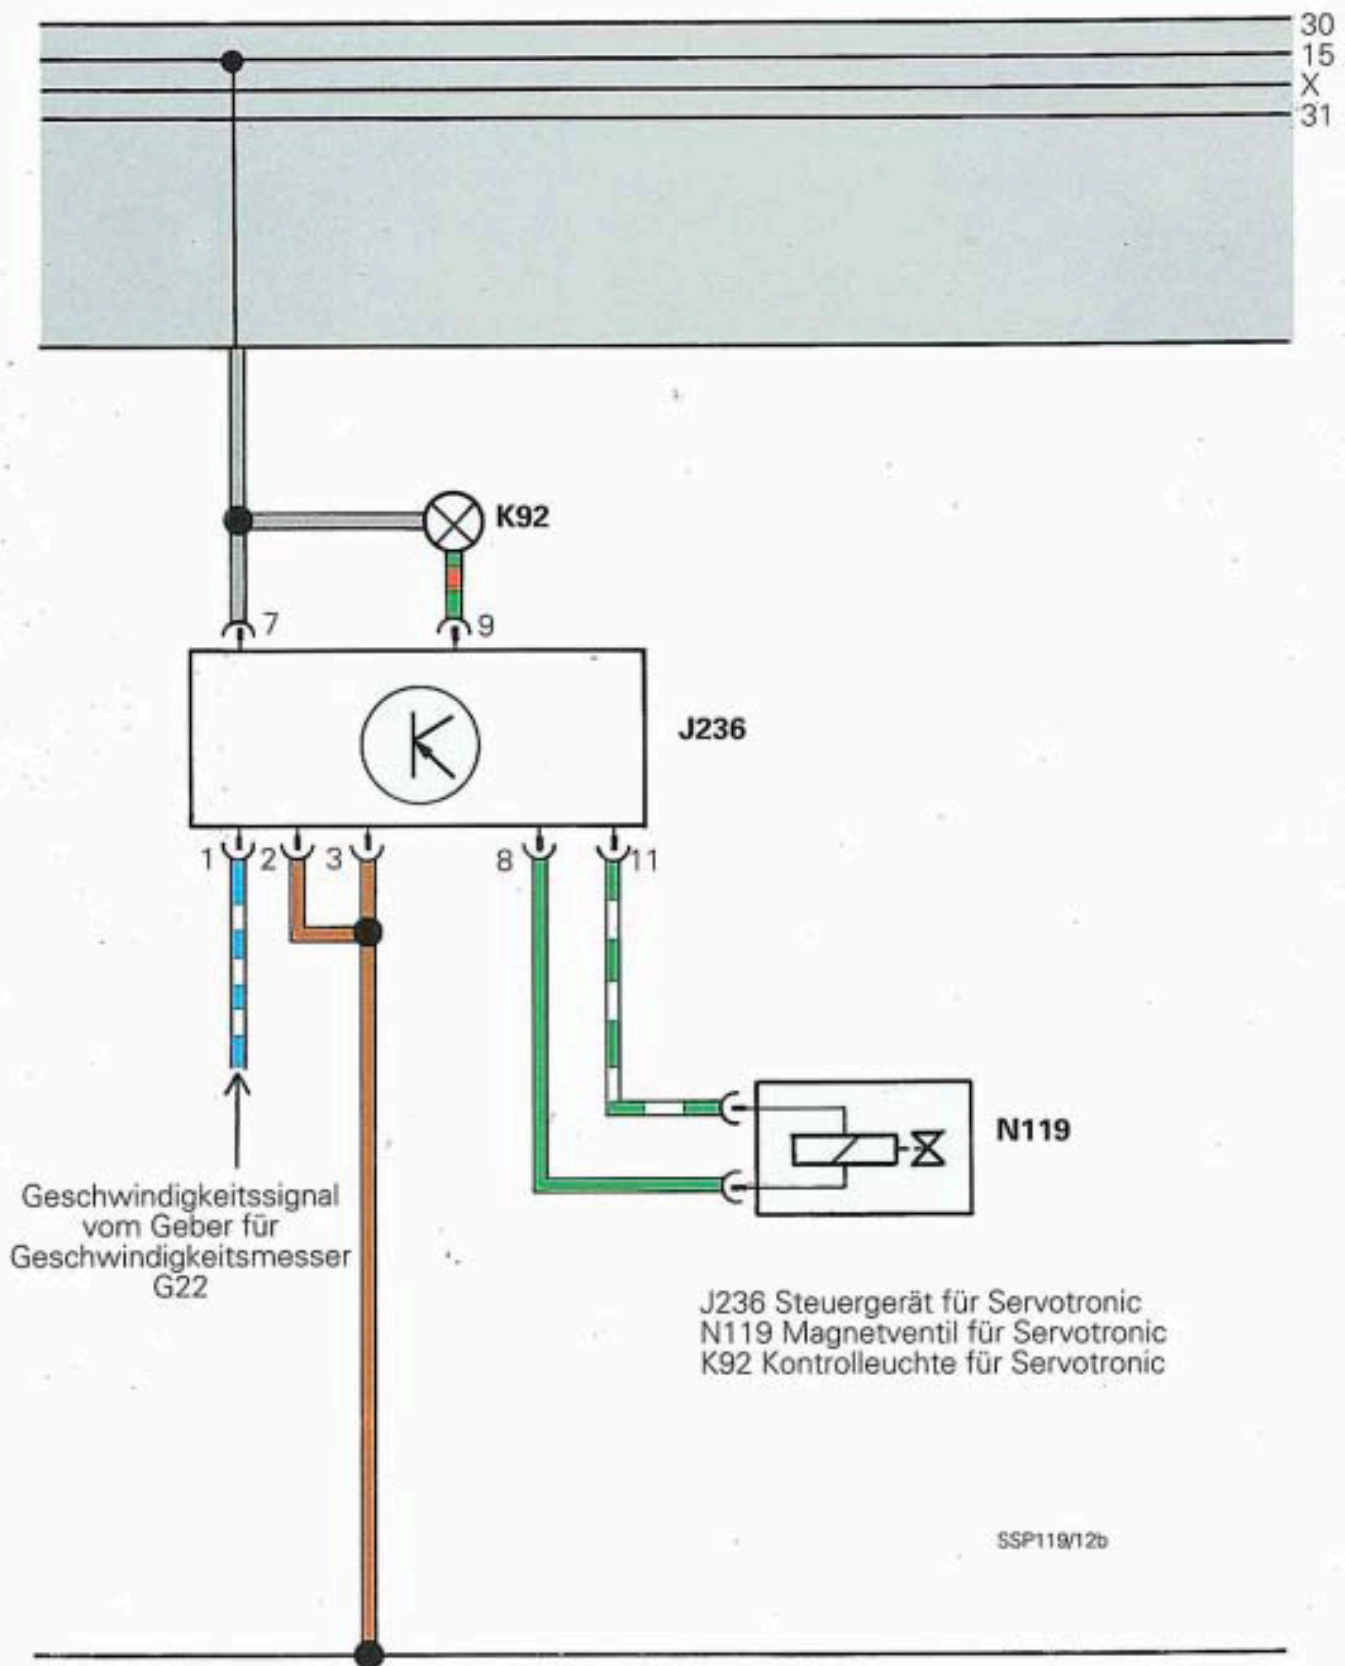 30
15
X
31
K92
7
9
J236
1
2
3
8
11
N119
Geschwindigkeitssignal
vom Geber für
Geschwindigkeitsmesser
G22
J236 Steuergerät für Servotronic
N119 Magnetventil für Servotronic
K92 Kontrolleuchte für Servotronic
SSP119/12b